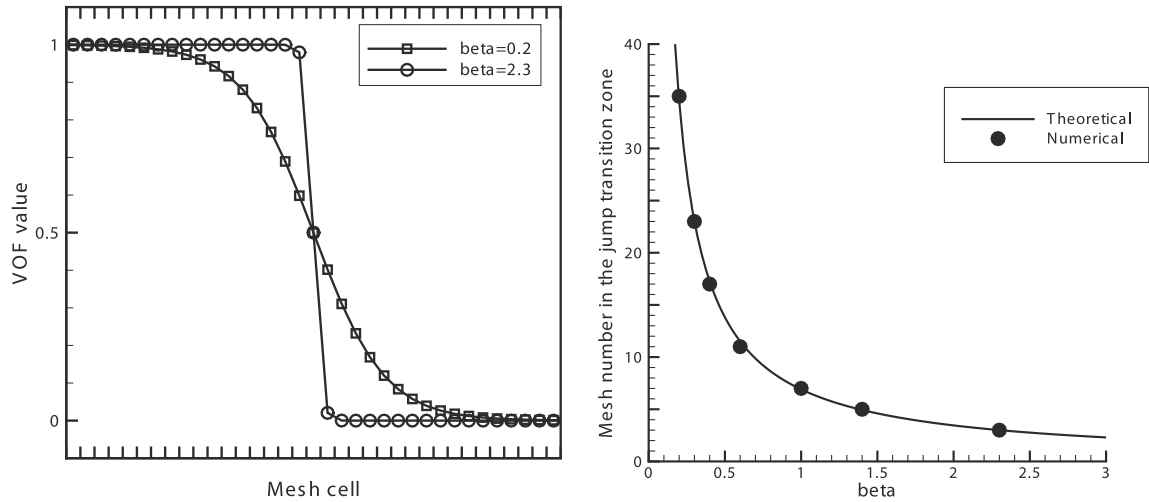 1
0.5
0
VOF value
beta=0.2
beta=2.3
Mesh cell
40
30
20
10
0
Mesh number in the jump transition zone
Theoretical
Numerical
0 0.5 1 1.5 2 2.5 3
beta